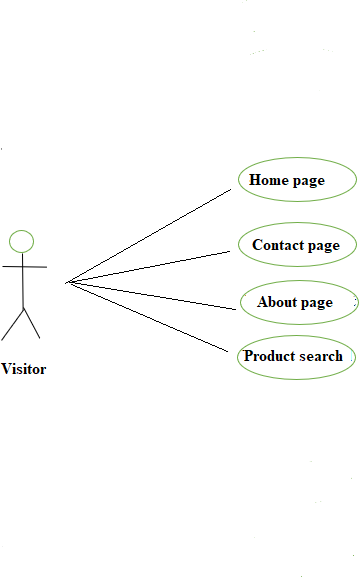 Home page
Contact page
About page
Product search
Visitor